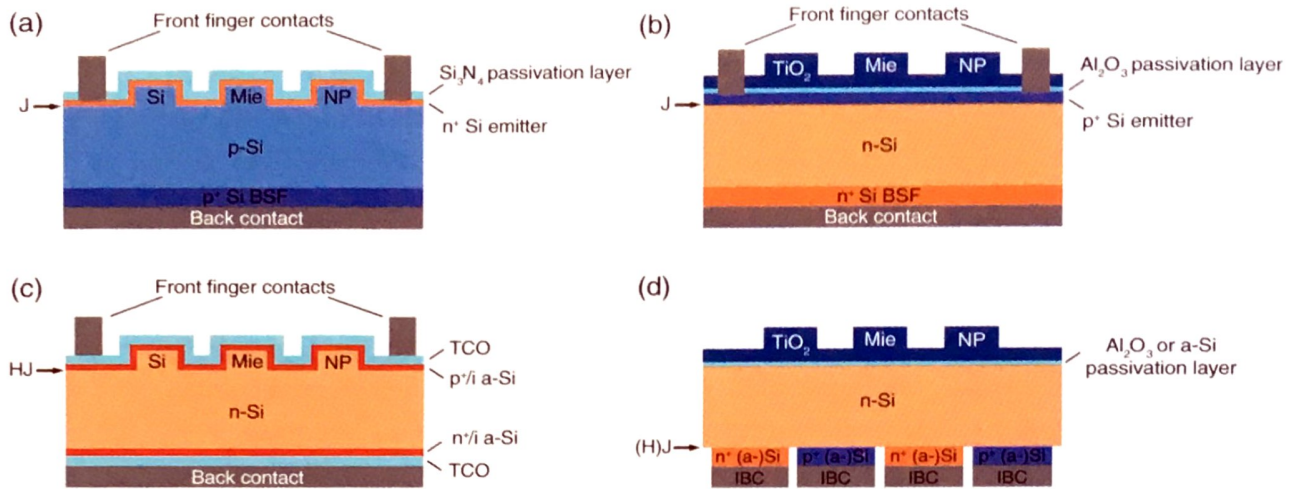 (a)
Front finger contacts
Si₃N₄ passivation layer
J
Si Mie NP
n⁺ Si emitter
p-Si
p⁺ Si BSF
Back contact
(b)
Front finger contacts
TiO₂ Mie NP
Al₂O₃ passivation layer
J
p⁺ Si emitter
n-Si
n⁺ Si BSF
Back contact
(c)
Front finger contacts
TCO
Si Mie NP
HJ
p⁺/i a-Si
n-Si
n⁺/i a-Si
TCO
Back contact
(d)
TiO₂ Mie NP
Al₂O₃ or a-Si
passivation layer
n-Si
(H)J
n⁺ (a-)Si p⁺ (a-)Si n⁺ (a-)Si p⁺ (a-)Si
IBC IBC IBC IBC